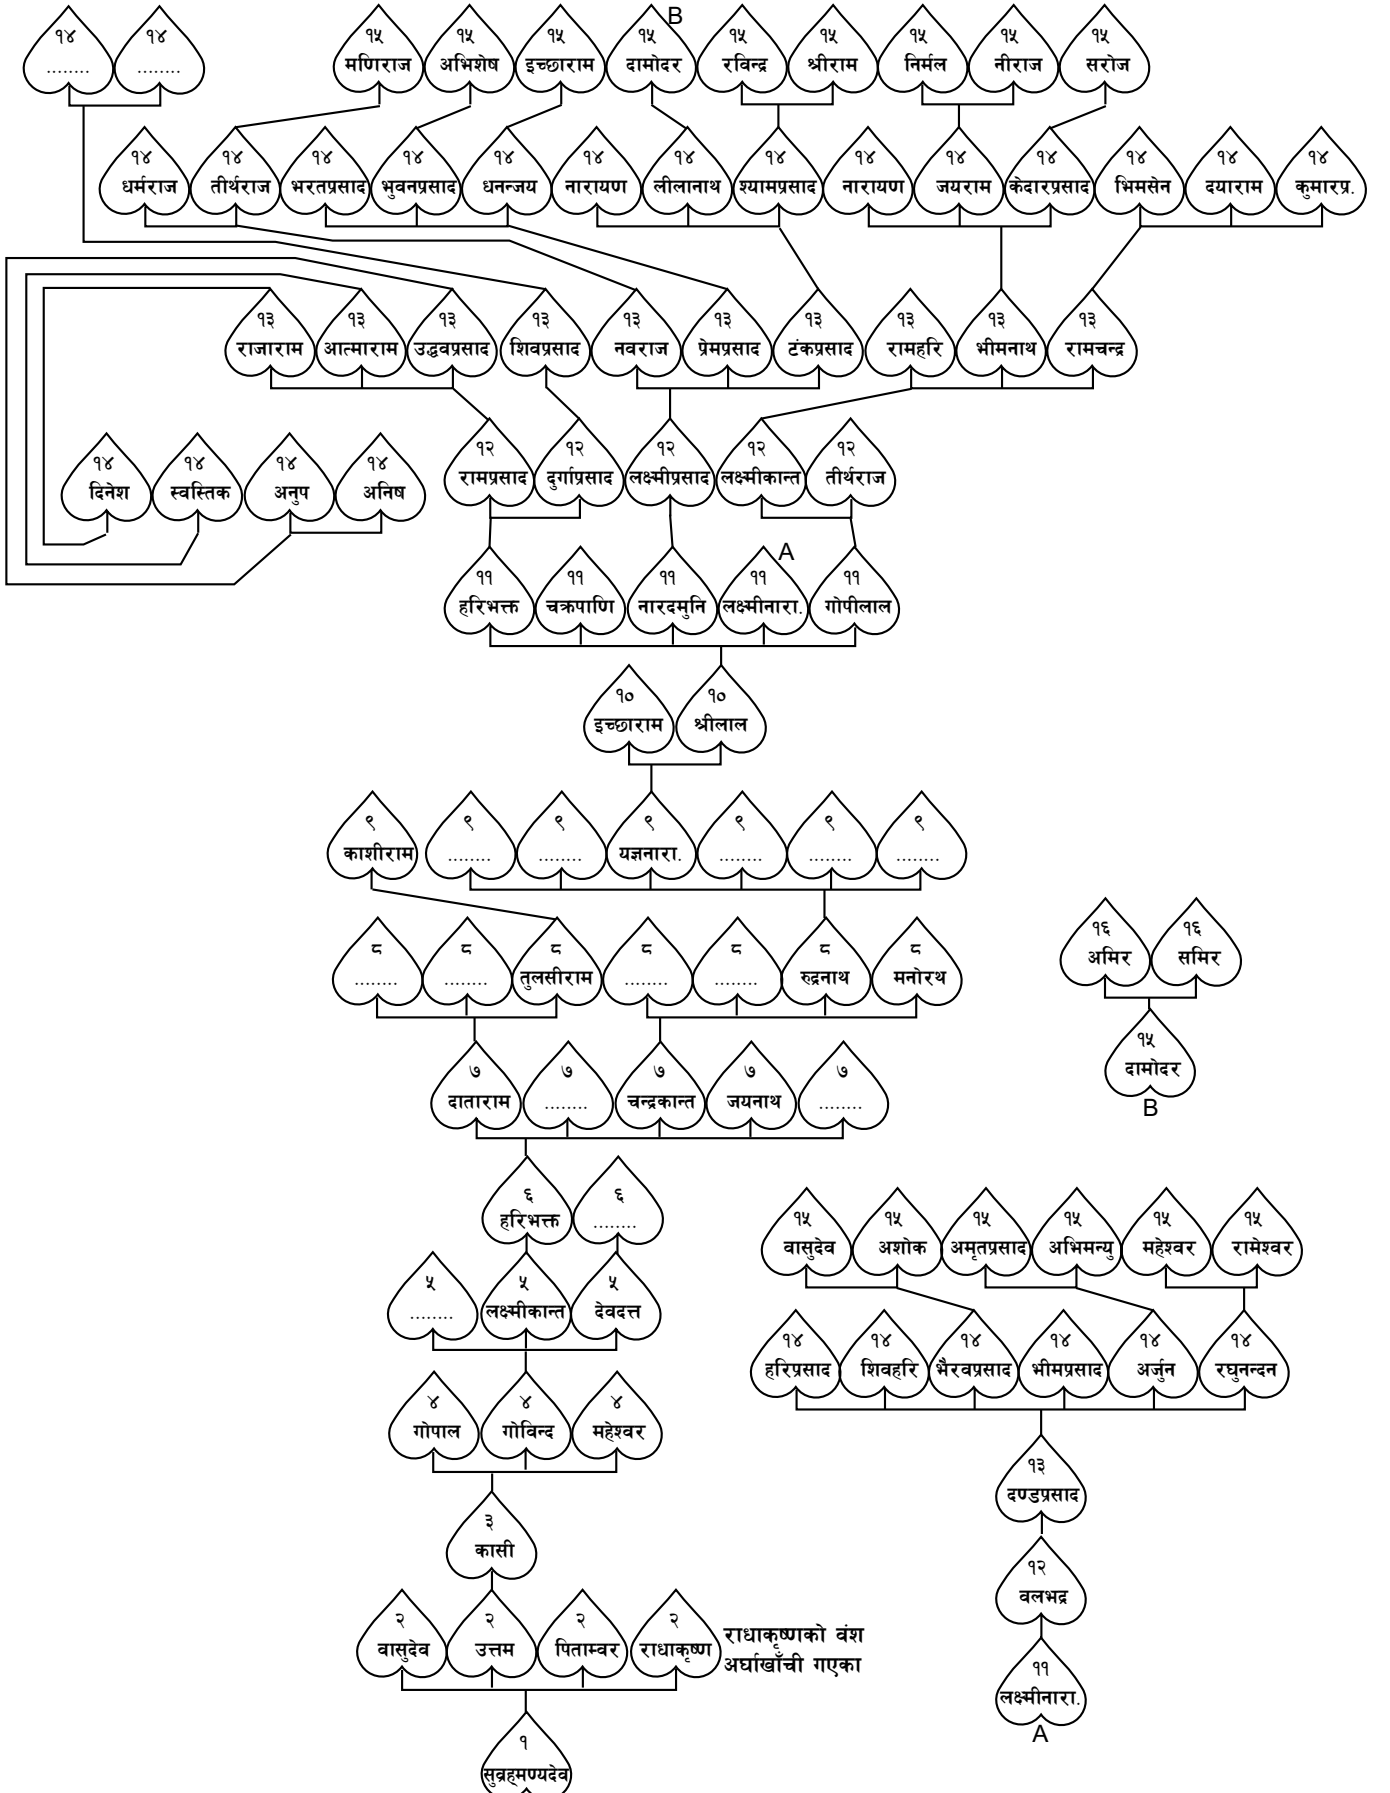 १४ १४ १५ १५ १५ १५ B १५ १५ १५ १५ १५
........ ........ मणिराज अभिशेष इच्छाराम दामोदर रविन्द्र श्रीराम निर्मल नीराज सरोज
१४ १४ १४ १४ १४ १४ १४ १४ १४ १४ १४ १४ १४ १४
धर्मराज तीर्थराज भरतप्रसाद भुवनप्रसाद धनन्जय नारायण लीलानाथ श्यामप्रसाद नारायण जयराम केदारप्रसाद भिमसेन दयाराम कुमारप्र.
१३ १३ १३ १३ १३ १३ १३ १३ १३ १३
राजाराम आत्माराम उद्धवप्रसाद शिवप्रसाद नवराज प्रेमप्रसाद टंकप्रसाद रामहरि भीमनाथ रामचन्द्र
१२ १२ १२ १२ १२
रामप्रसाद दुर्गाप्रसाद लक्ष्मीप्रसाद लक्ष्मीकान्त तीर्थराज
१४ १४ १४ १४
दिनेश स्वस्तिक अनुप अनिष
A
११ ११ ११ ११ ११
हरिभक्त चक्रपाणि नारदमुनि लक्ष्मीनारा. गोपीलाल
१० १०
इच्छाराम श्रीलाल
९ ९ ९ ९ ९ ९ ९
काशीराम ........ ........ यज्ञनारा. ........ ........ ........
८ ८ ८ ८ ८ ८ ८
........ ........ तुलसीराम ........ ........ रुद्रनाथ मनोरथ
१६ १६
अमिर समिर
१५
दामोदर
B
७ ७ ७ ७ ७
दाताराम ........ चन्द्रकान्त जयनाथ ........
६ ६
हरिभक्त ........
५ ५ ५
........ लक्ष्मीकान्त देवदत्त
४ ४ ४
गोपाल गोविन्द महेश्वर
३
कासी
२ २ २ २
वासुदेव उत्तम पिताम्वर राधाकृष्ण
राधाकृष्णको वंश
अर्घाखाँची गएका
१
सुव्रह्मण्यदेव
१५ १५ १५ १५ १५ १५
वासुदेव अशोक अमृतप्रसाद अभिमन्यु महेश्वर रामेश्वर
१४ १४ १४ १४ १४ १४
हरिप्रसाद शिवहरि भैरवप्रसाद भीमप्रसाद अर्जुन रघुनन्दन
१३
दण्डप्रसाद
१२
वलभद्र
११
लक्ष्मीनारा.
A